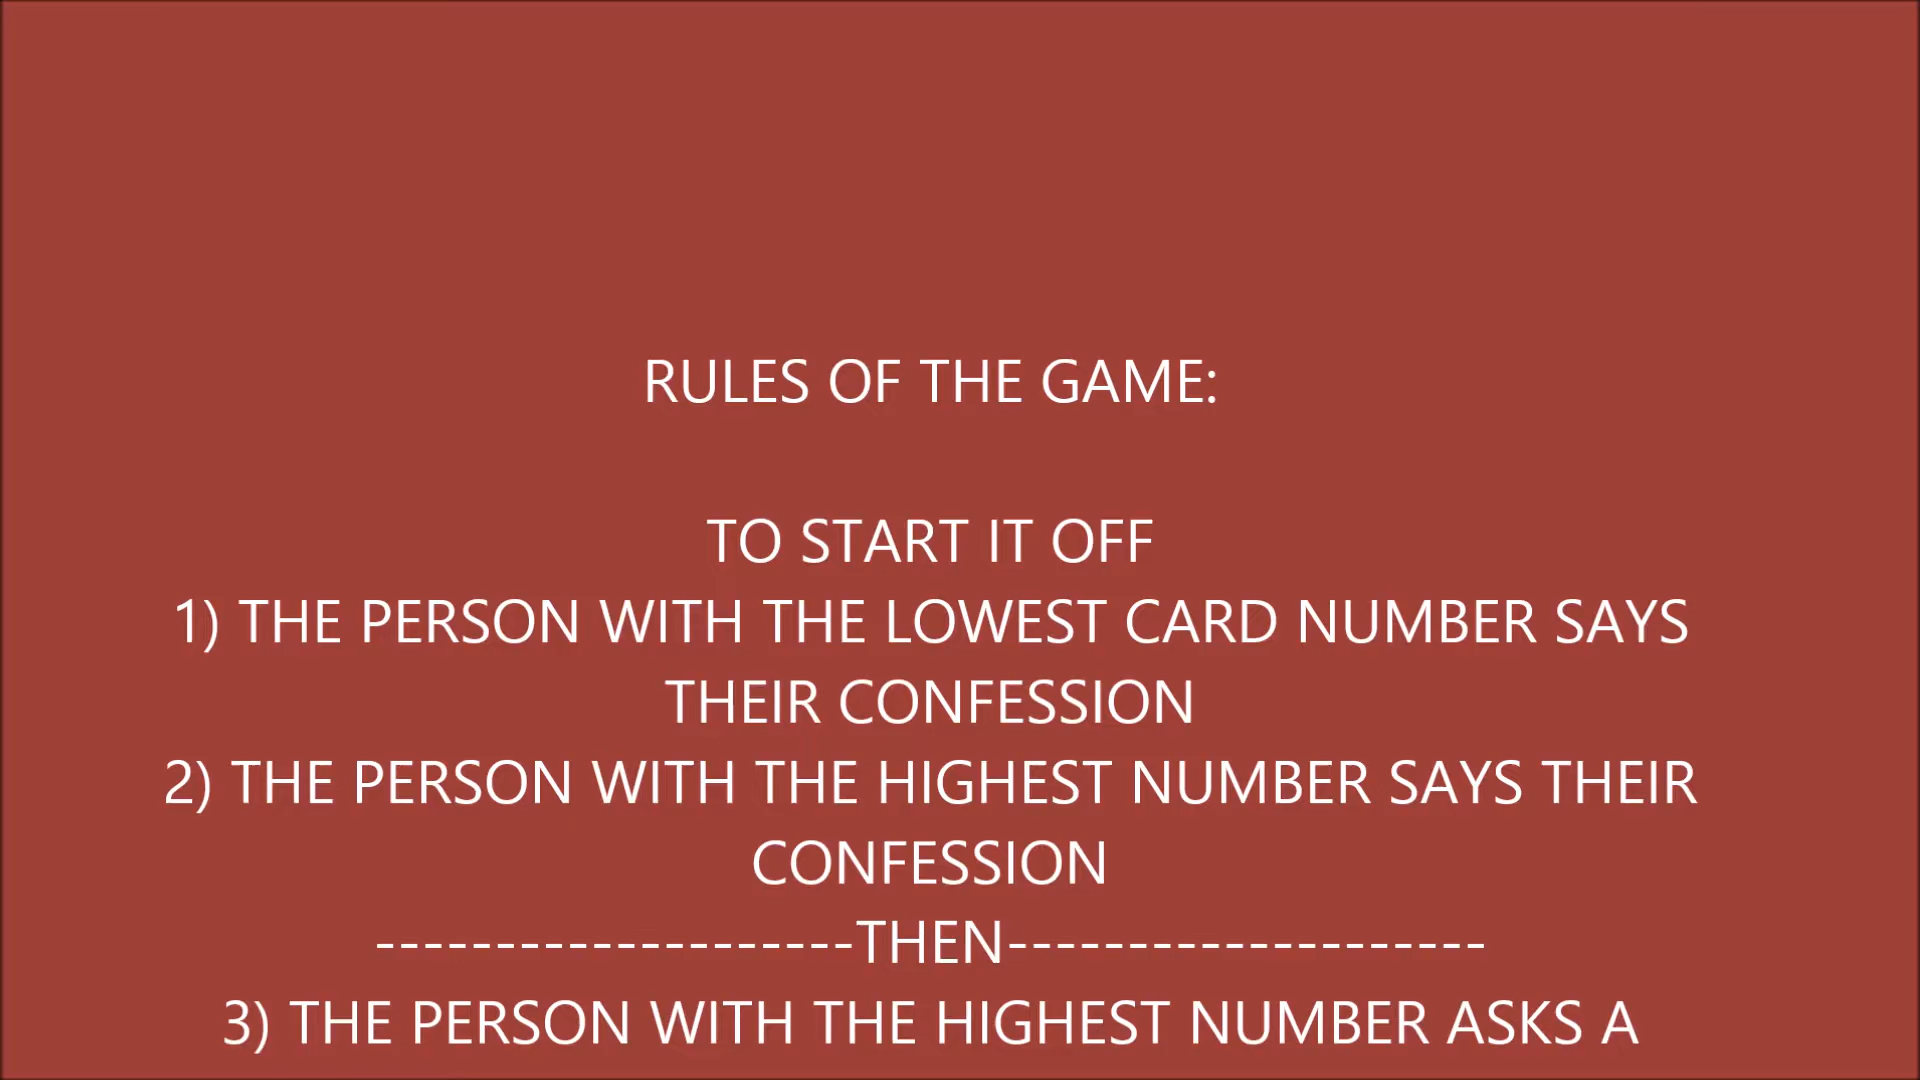 RULES OF THE GAME:
TO START IT OFF
1) THE PERSON WITH THE LOWEST CARD NUMBER SAYS
THEIR CONFESSION
2) THE PERSON WITH THE HIGHEST NUMBER SAYS THEIR
CONFESSION
--------------------THEN--------------------
3) THE PERSON WITH THE HIGHEST NUMBER ASKS A